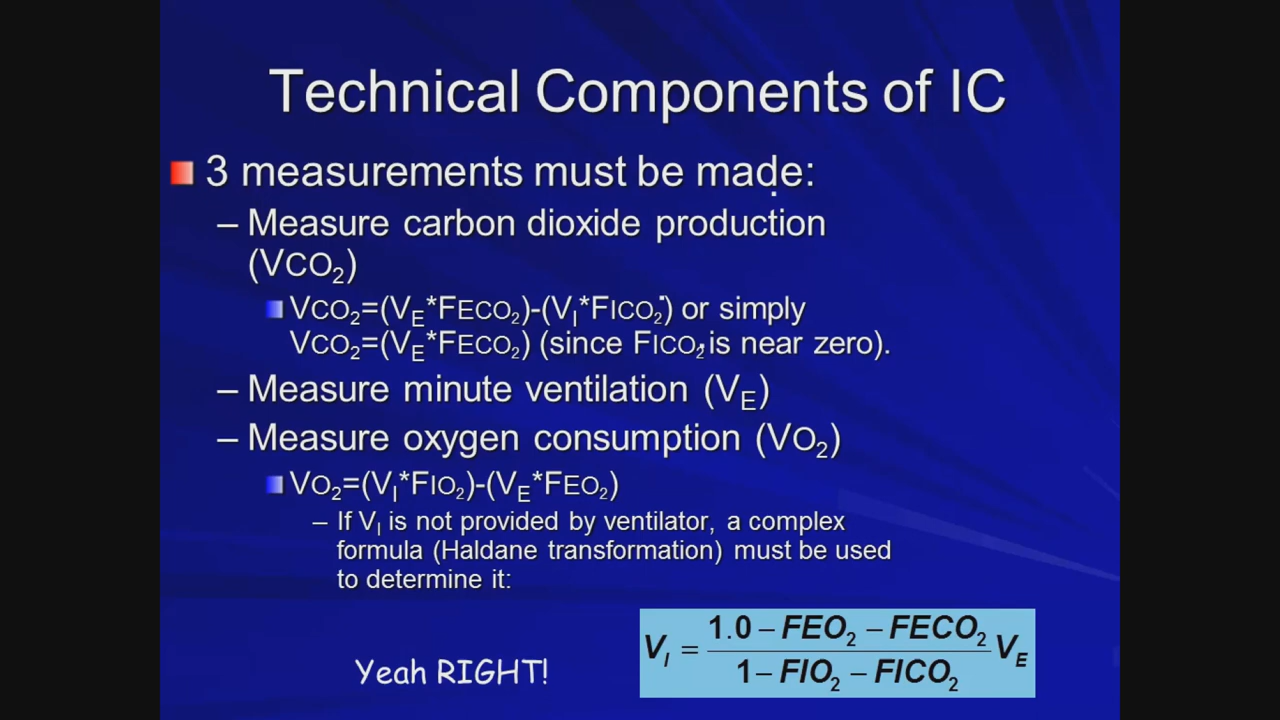 Technical Components of IC
3 measurements must be made:
– Measure carbon dioxide production
(VCO₂)
VCO₂=(V_E*FECO₂)-(V_I*FICO₂) or simply
VCO₂=(V_E*FECO₂) (since FICO₂ is near zero).
– Measure minute ventilation (V_E)
– Measure oxygen consumption (VO₂)
VO₂=(V_I*FIO₂)-(V_E*FEO₂)
– If V_I is not provided by ventilator, a complex
formula (Haldane transformation) must be used
to determine it:
Yeah RIGHT!
V_I = (1.0 – FEO₂ – FECO₂) / (1 – FIO₂ – FICO₂) V_E